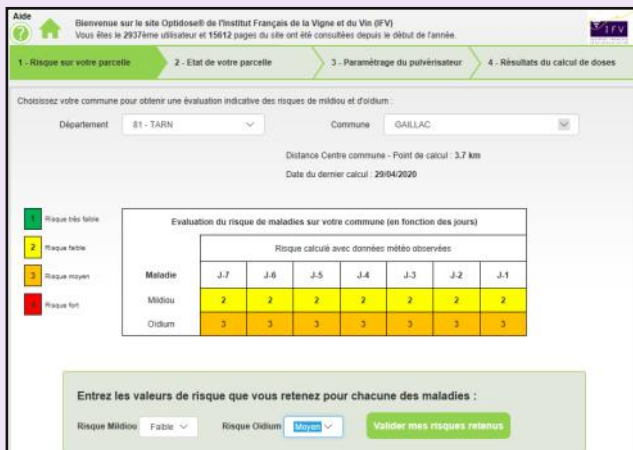 Aide
?
Bienvenue sur le site Optidose® de l'Institut Français de la Vigne et du Vin (IFV)
Vous êtes le 2937ème utilisateur et 15612 pages du site ont été consultées depuis le début de l'année.
IFV
1 - Risque sur votre parcelle
2 - Etat de votre parcelle
3 - Paramétrage du pulvérisateur
4 - Résultats du calcul de doses
Choisissez votre commune pour obtenir une évaluation indicative des risques de mildiou et d'oïdium :
Département 81 - TARN Commune GAILLAC
Distance Centre commune - Point de calcul : 3.7 km
Date du dernier calcul : 29/04/2020
1 Risque très faible
2 Risque faible
3 Risque moyen
4 Risque fort
Evaluation du risque de maladies sur votre commune (en fonction des jours)
Risque calculé avec données météo observées
Maladie J-7 J-6 J-5 J-4 J-3 J-2 J-1
Mildiou 2 2 2 2 2 2 2
Oïdium 3 3 3 3 3 3 3
Entrez les valeurs de risque que vous retenez pour chacune des maladies :
Risque Mildiou Faible Risque Oïdium Moyen Valider mes risques retenus